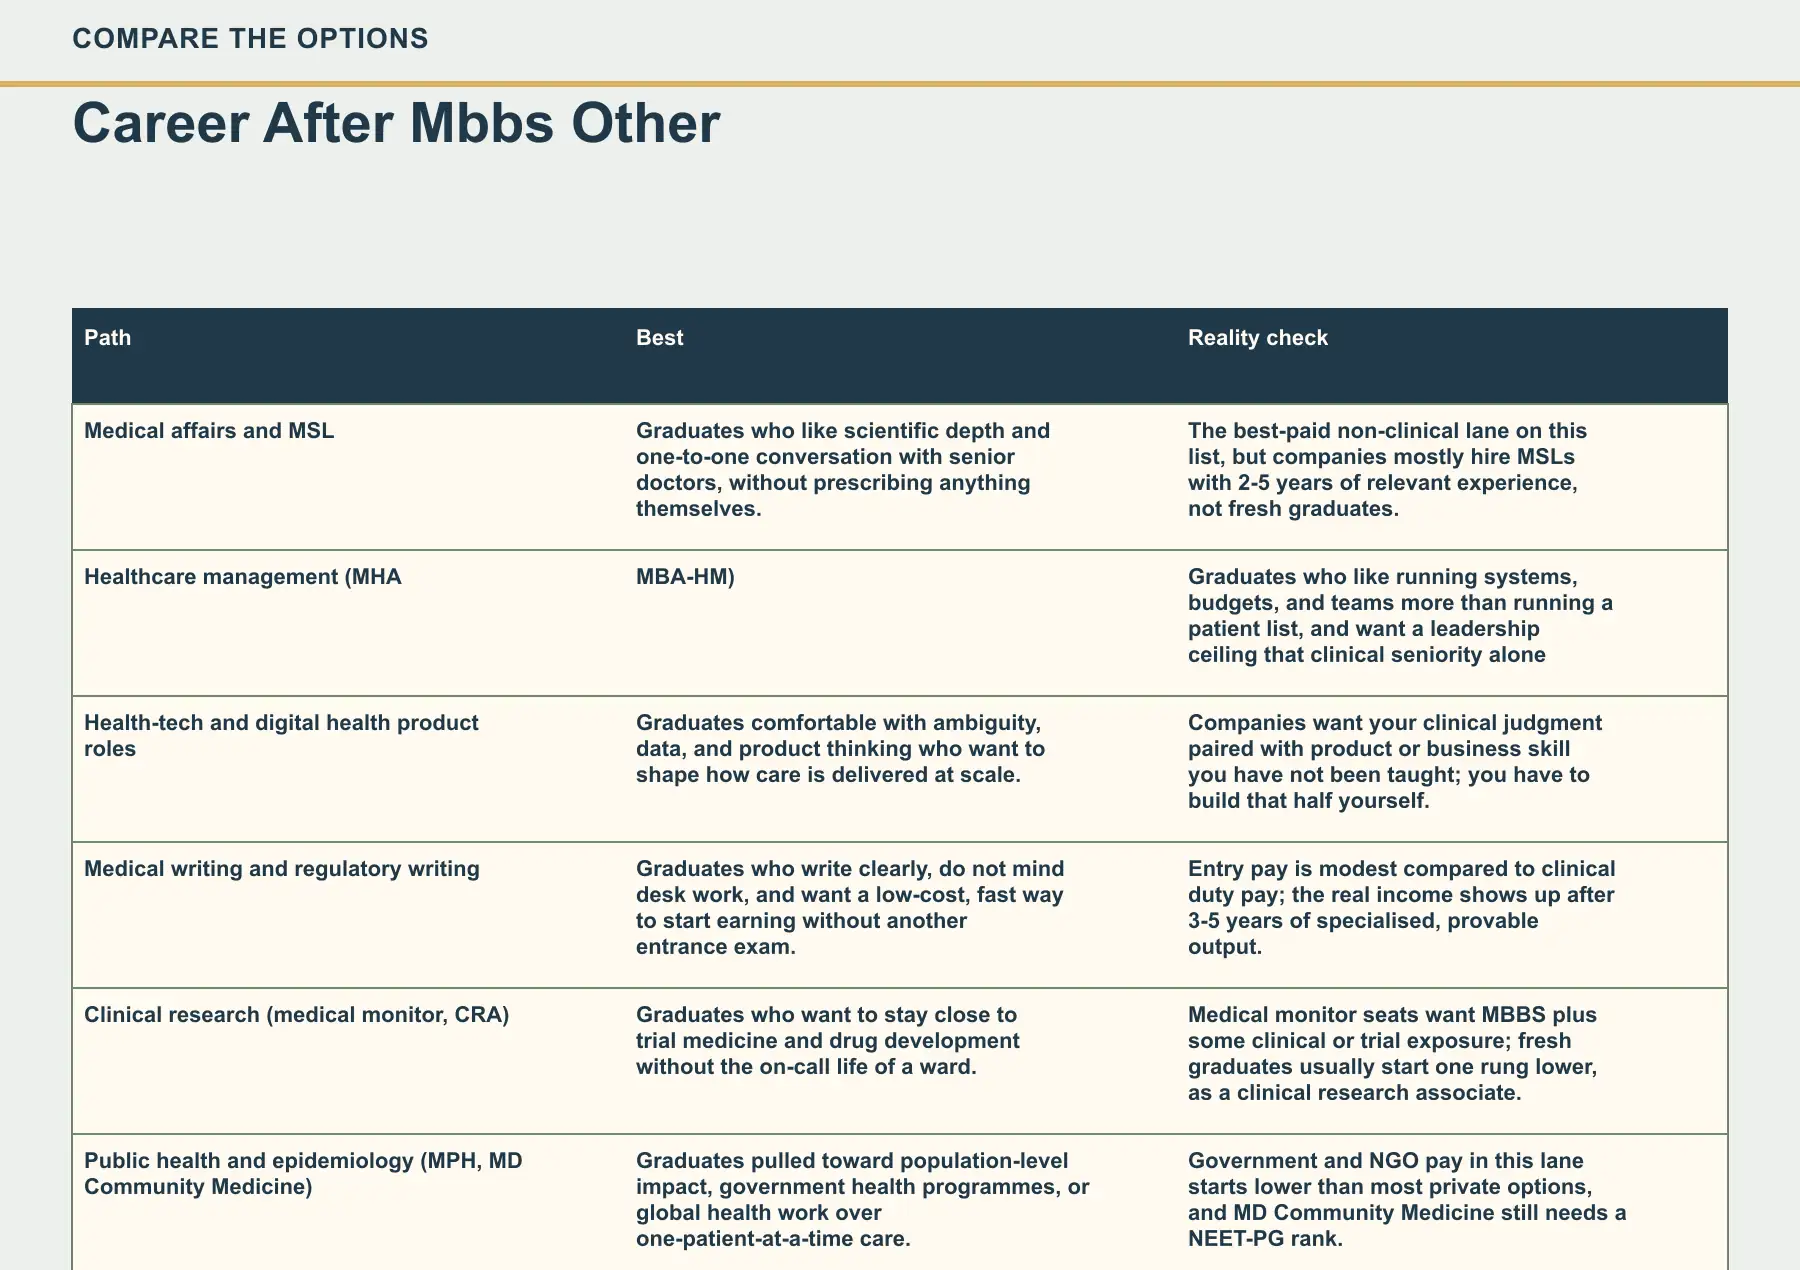 COMPARE THE OPTIONS
Career After Mbbs Other
Path
Best
Reality check
Medical affairs and MSL
Graduates who like scientific depth and
one-to-one conversation with senior
doctors, without prescribing anything
themselves.
The best-paid non-clinical lane on this
list, but companies mostly hire MSLs
with 2-5 years of relevant experience,
not fresh graduates.
Healthcare management (MHA
MBA-HM)
Graduates who like running systems,
budgets, and teams more than running a
patient list, and want a leadership
ceiling that clinical seniority alone
Health-tech and digital health product
roles
Graduates comfortable with ambiguity,
data, and product thinking who want to
shape how care is delivered at scale.
Companies want your clinical judgment
paired with product or business skill
you have not been taught; you have to
build that half yourself.
Medical writing and regulatory writing
Graduates who write clearly, do not mind
desk work, and want a low-cost, fast way
to start earning without another
entrance exam.
Entry pay is modest compared to clinical
duty pay; the real income shows up after
3-5 years of specialised, provable
output.
Clinical research (medical monitor, CRA)
Graduates who want to stay close to
trial medicine and drug development
without the on-call life of a ward.
Medical monitor seats want MBBS plus
some clinical or trial exposure; fresh
graduates usually start one rung lower,
as a clinical research associate.
Public health and epidemiology (MPH, MD
Community Medicine)
Graduates pulled toward population-level
impact, government health programmes, or
global health work over
one-patient-at-a-time care.
Government and NGO pay in this lane
starts lower than most private options,
and MD Community Medicine still needs a
NEET-PG rank.